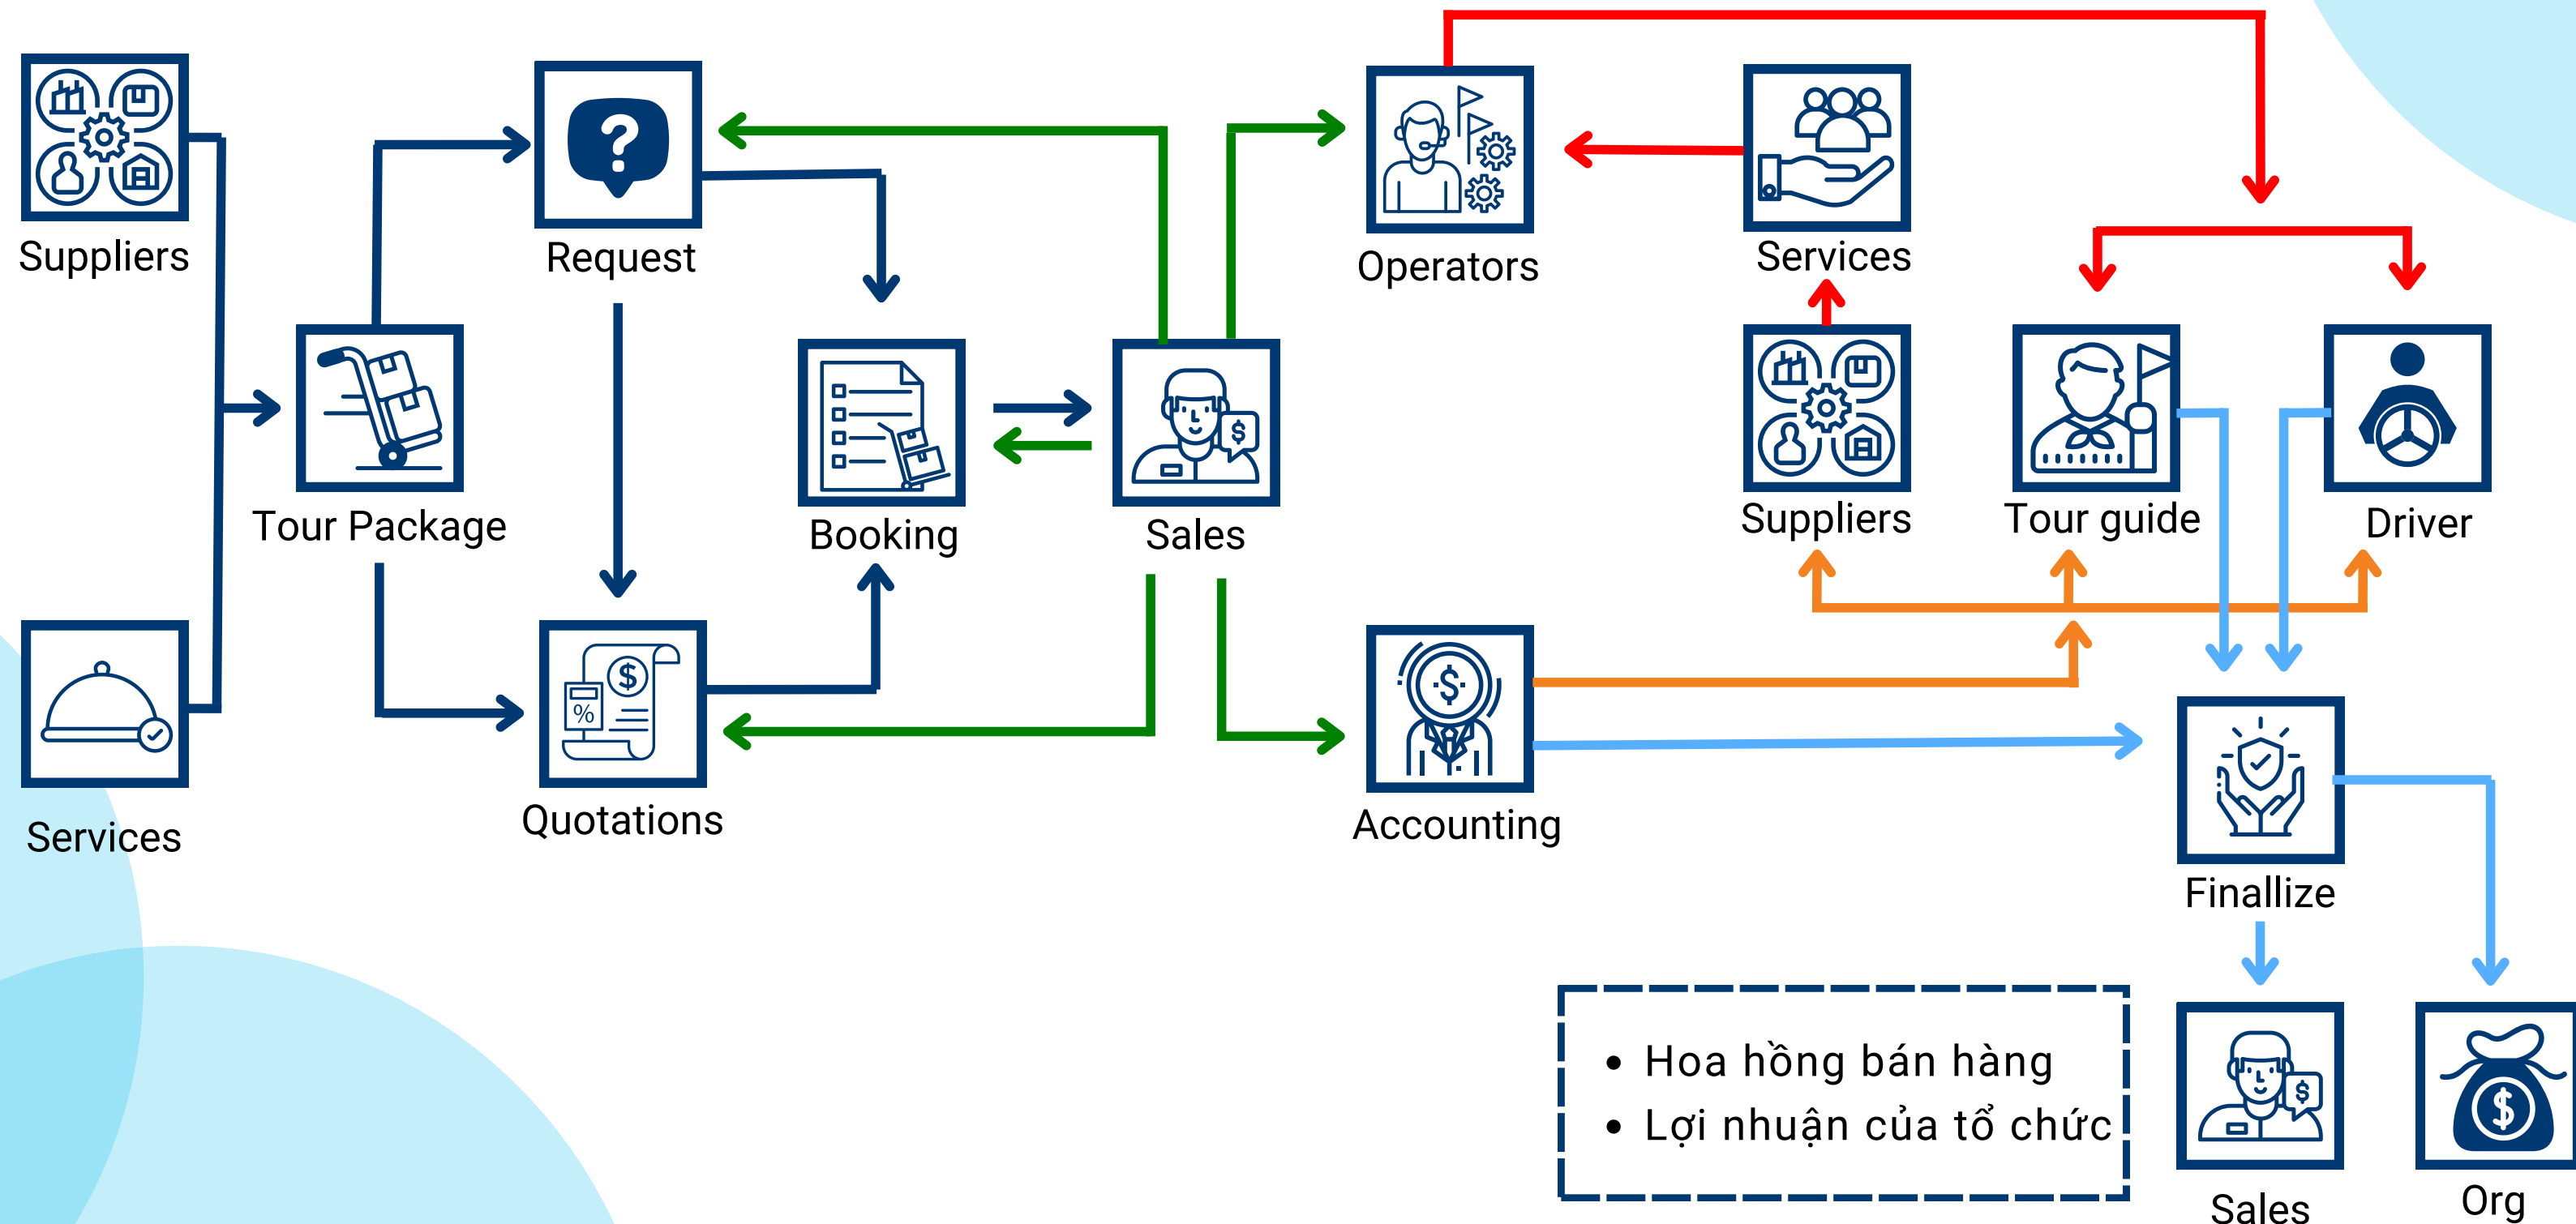 Suppliers
Request
Operators
Services
Tour Package
Booking
Sales
Suppliers
Tour guide
Driver
$
Services
Quotations
$
%
Accounting
$
Finallize
Hoa hồng bán hàng
Lợi nhuận của tổ chức
Sales
$
Org
$
?